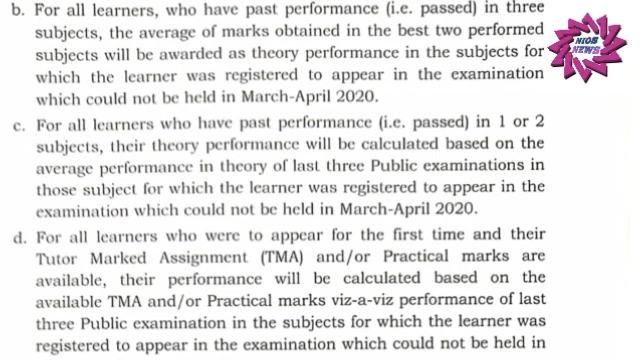 b. For all learners, who have past performance (i.e. passed) in three
subjects, the average of marks obtained in the best two performed
subjects will be awarded as theory performance in the subjects for
which the learner was registered to appear in the examination
which could not be held in March-April 2020.
c. For all learners who have past performance (i.e. passed) in 1 or 2
subjects, their theory performance will be calculated based on the
average performance in theory of last three Public examinations in
those subject for which the learner was registered to appear in the
examination which could not be held in March-April 2020.
d. For all learners who were to appear for the first time and their
Tutor Marked Assignment (TMA) and/or Practical marks are
available, their performance will be calculated based on the
available TMA and/or Practical marks viz-a-viz performance of last
three Public examination in the subjects for which the learner was
registered to appear in the examination which could not be held in
NIOS
NEWS